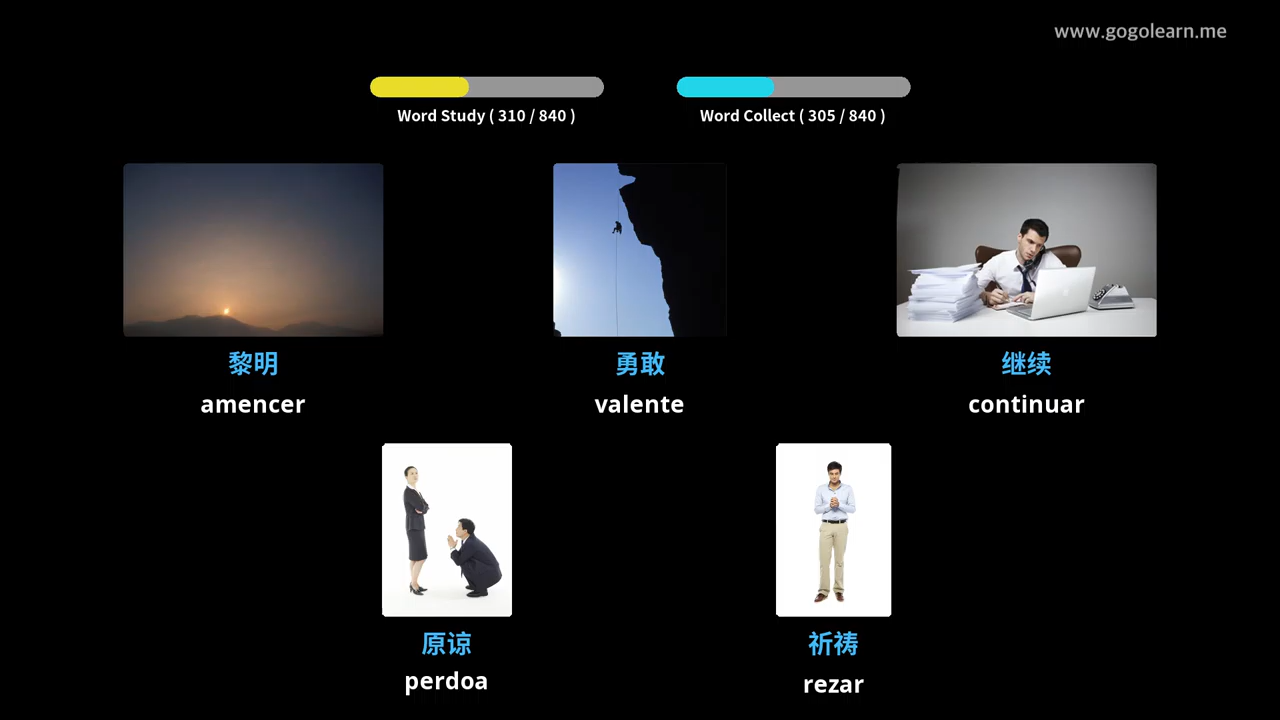 www.gogolearn.me
Word Study ( 310 / 840 )
Word Collect ( 305 / 840 )
黎明
勇敢
继续
amencer
valente
continuar
原谅
祈祷
perdoa
rezar